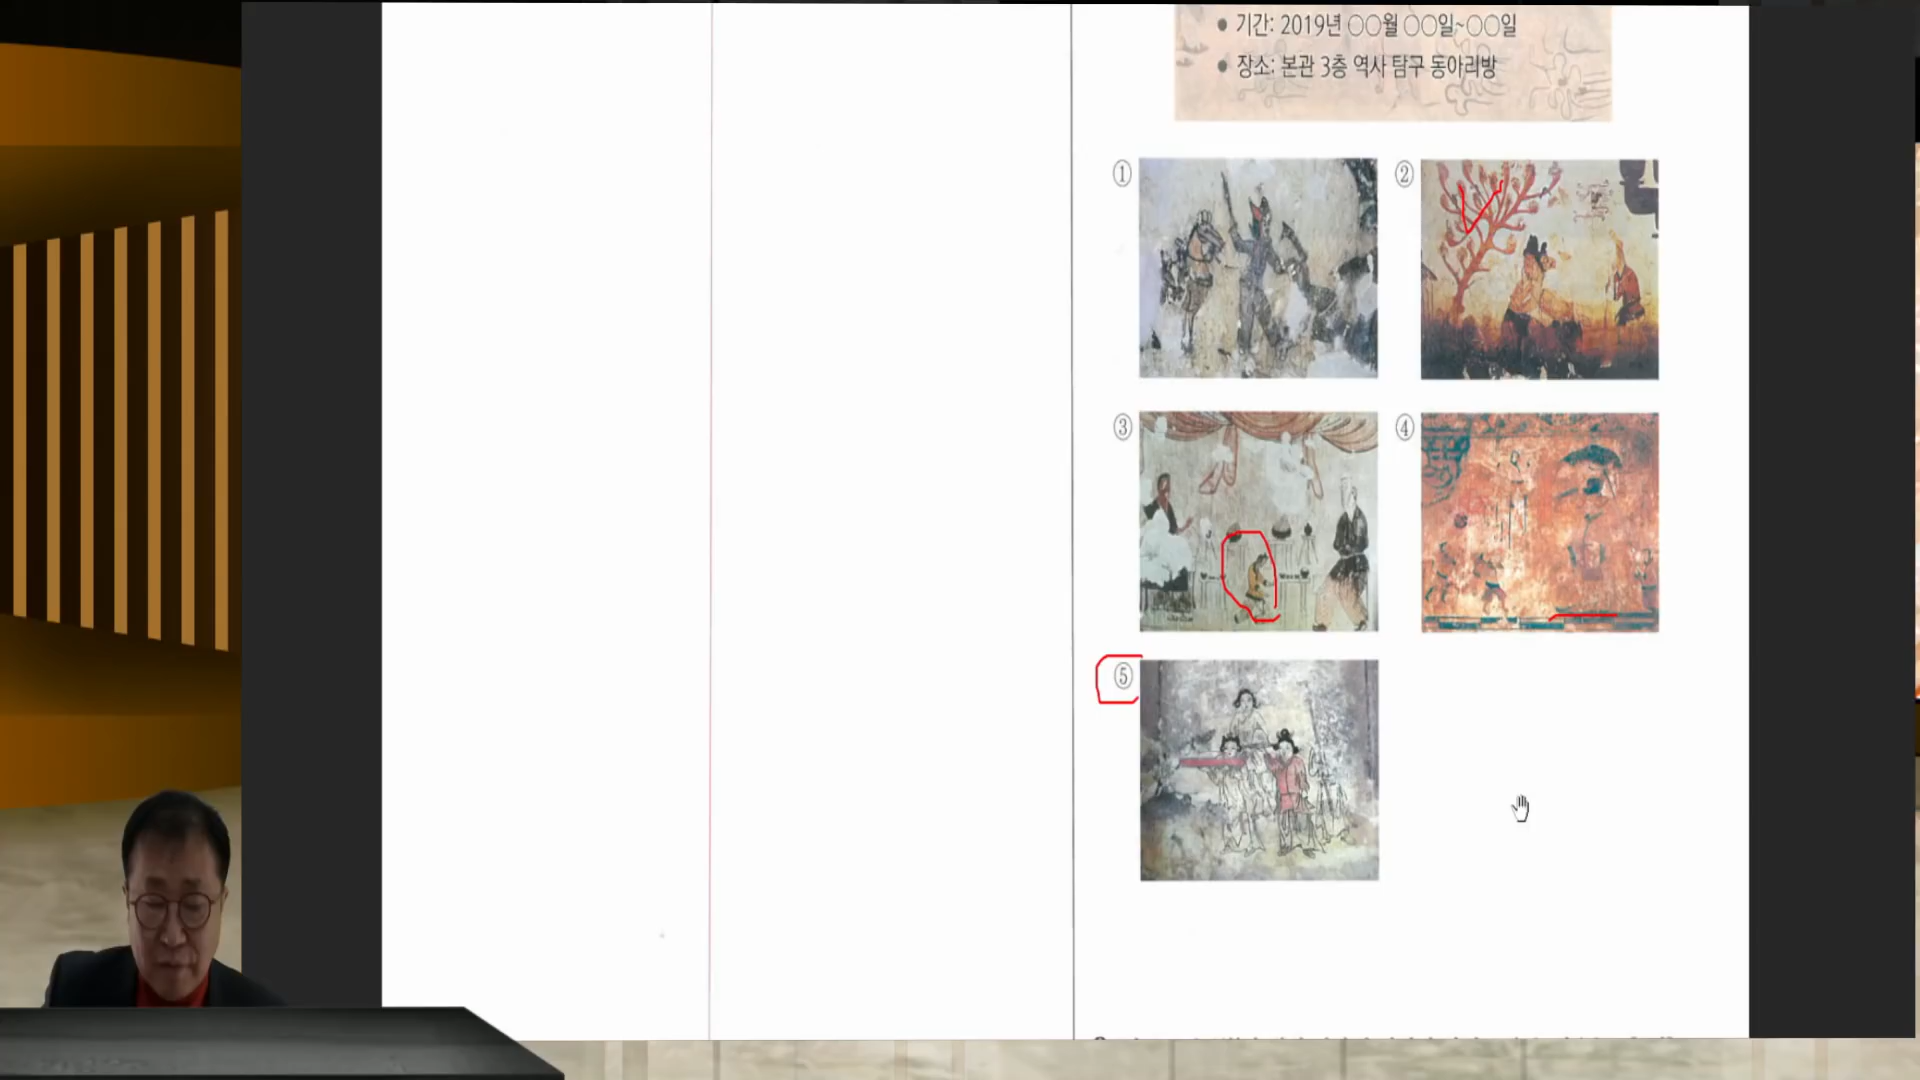 ● 기간: 2019년 ○○월 ○○일~○○일
● 장소: 본관 3층 역사 탐구 동아리방
①
②
③
④
⑤